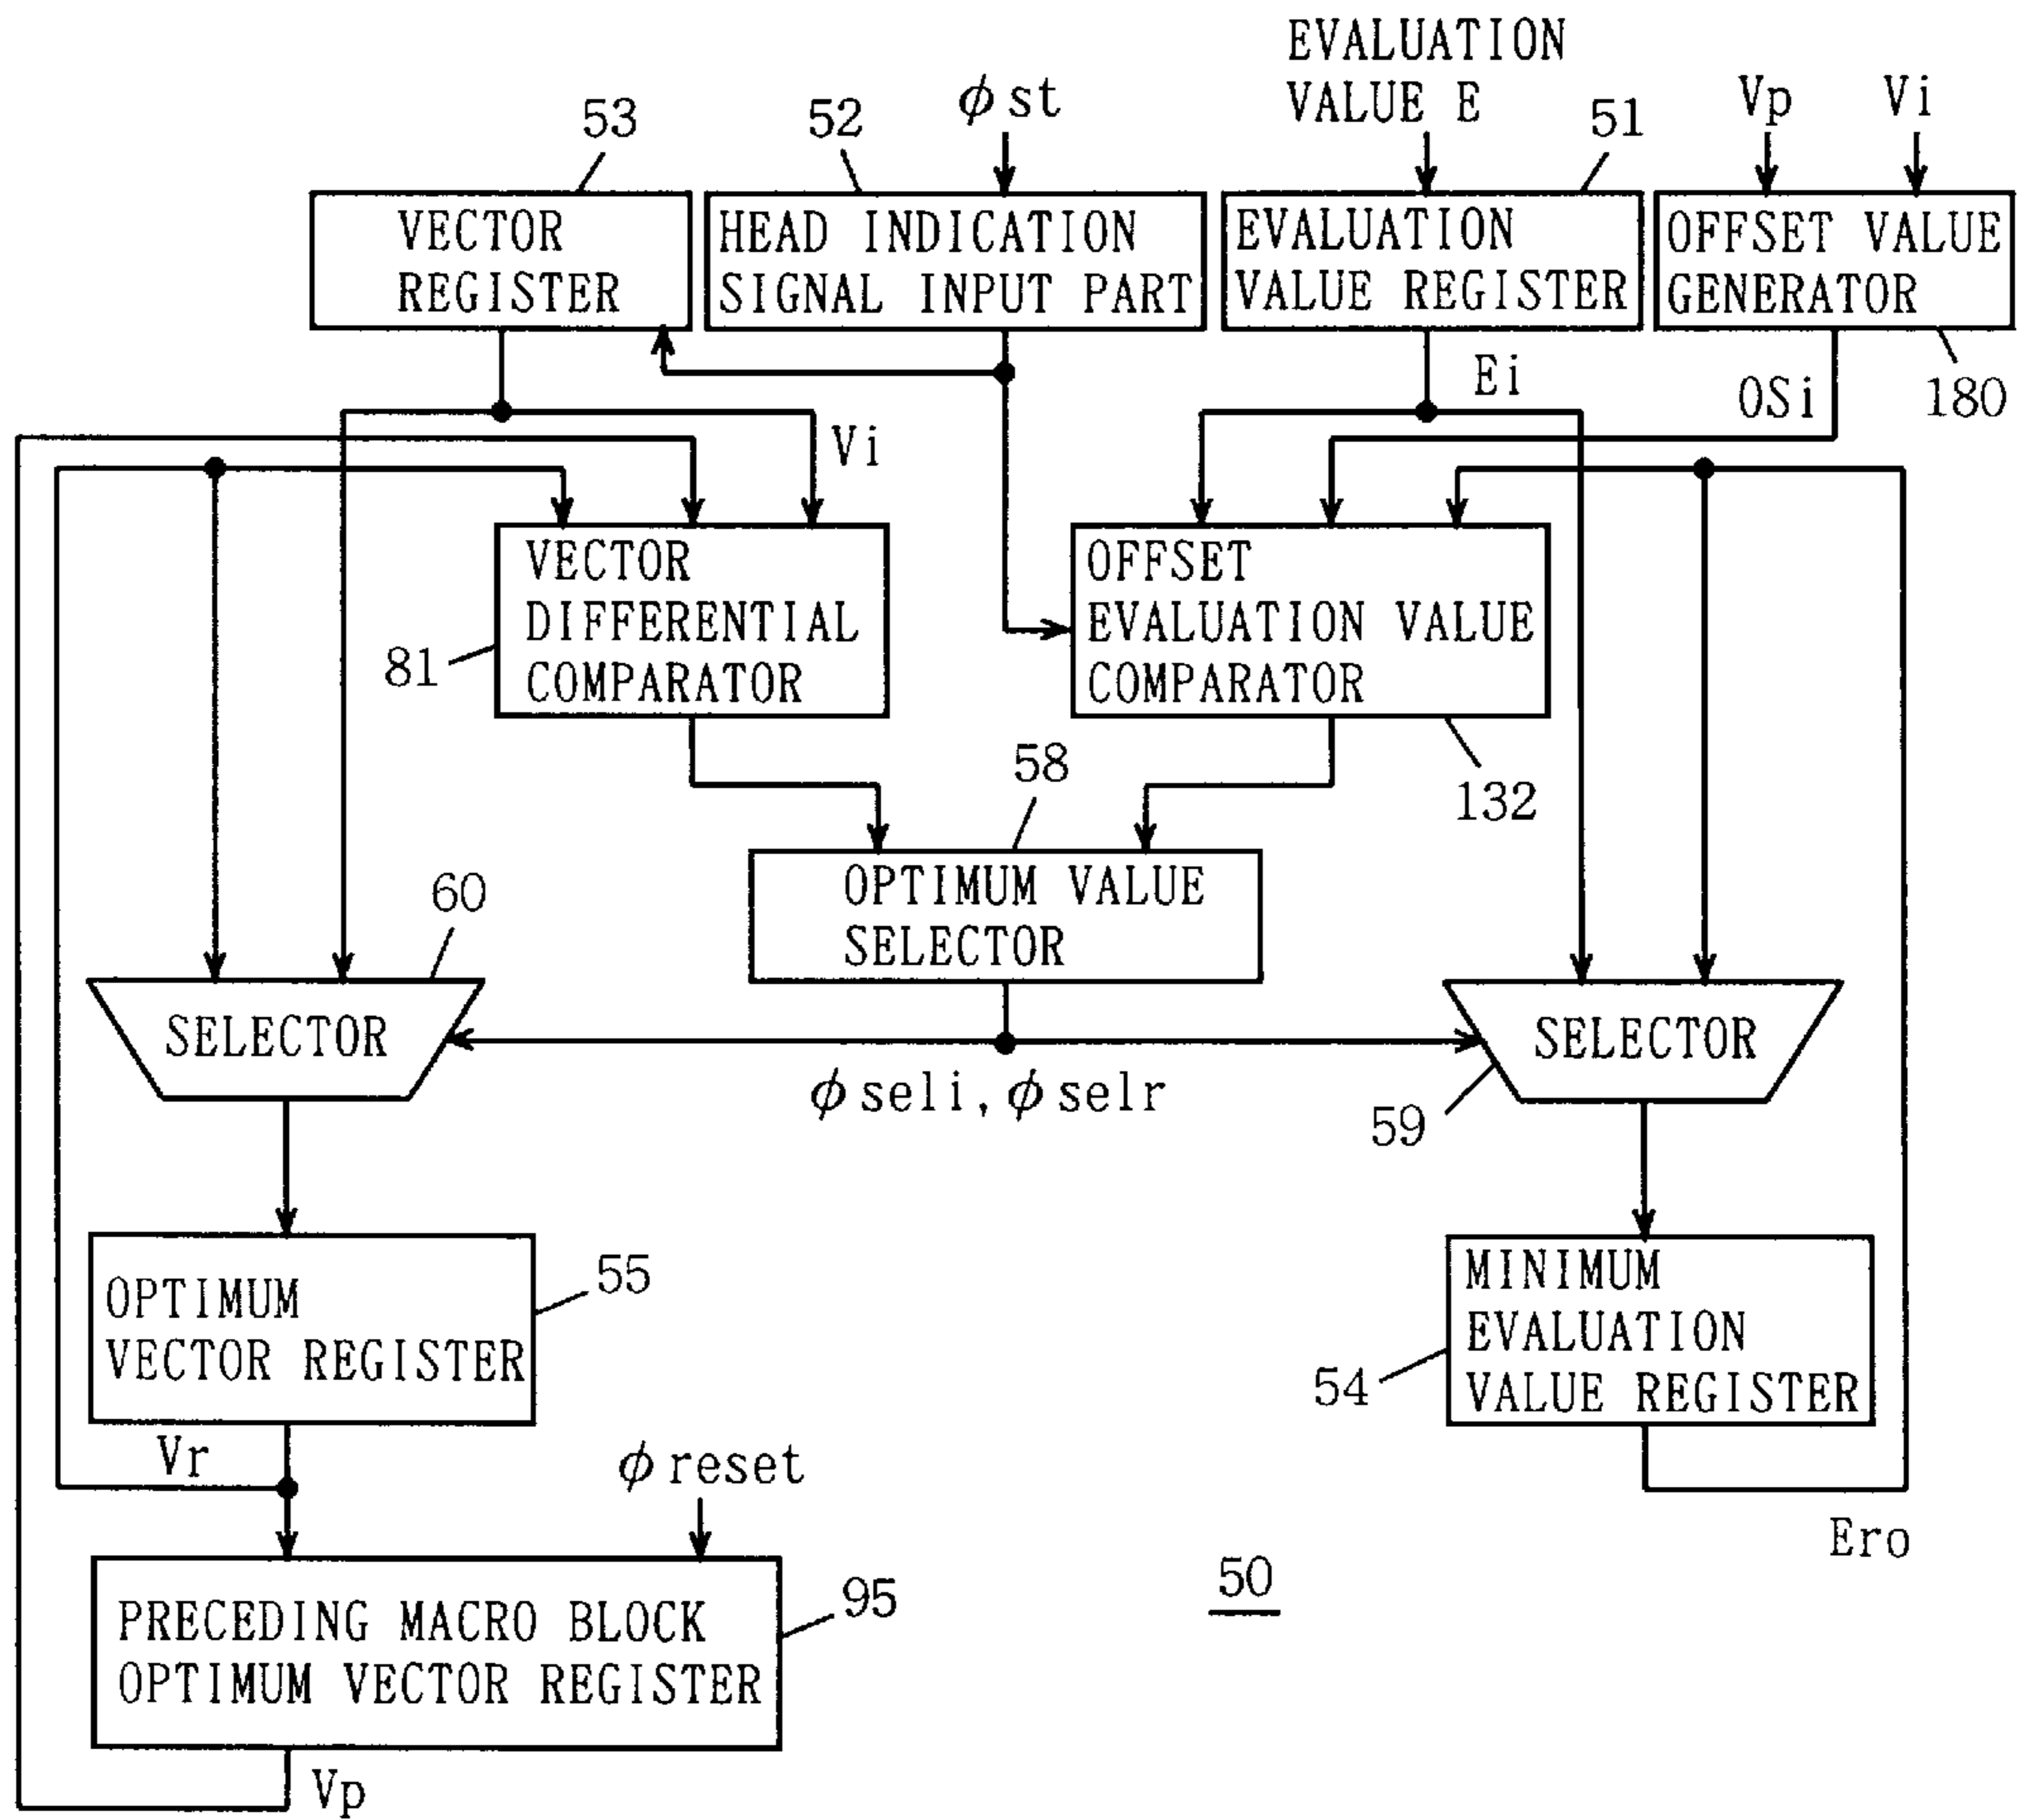 EVALUATION
VALUE E
φst
Vp
Vi
53
52
51
VECTOR
REGISTER
HEAD INDICATION
SIGNAL INPUT PART
EVALUATION
VALUE REGISTER
OFFSET VALUE
GENERATOR
Ei
OSi
180
Vi
VECTOR
DIFFERENTIAL
COMPARATOR
81
OFFSET
EVALUATION VALUE
COMPARATOR
132
58
OPTIMUM VALUE
SELECTOR
60
SELECTOR
SELECTOR
φseli, φselr
59
OPTIMUM
VECTOR REGISTER
55
MINIMUM
EVALUATION
VALUE REGISTER
54
Vr
φreset
Ero
PRECEDING MACRO BLOCK
OPTIMUM VECTOR REGISTER
95
50
Vp